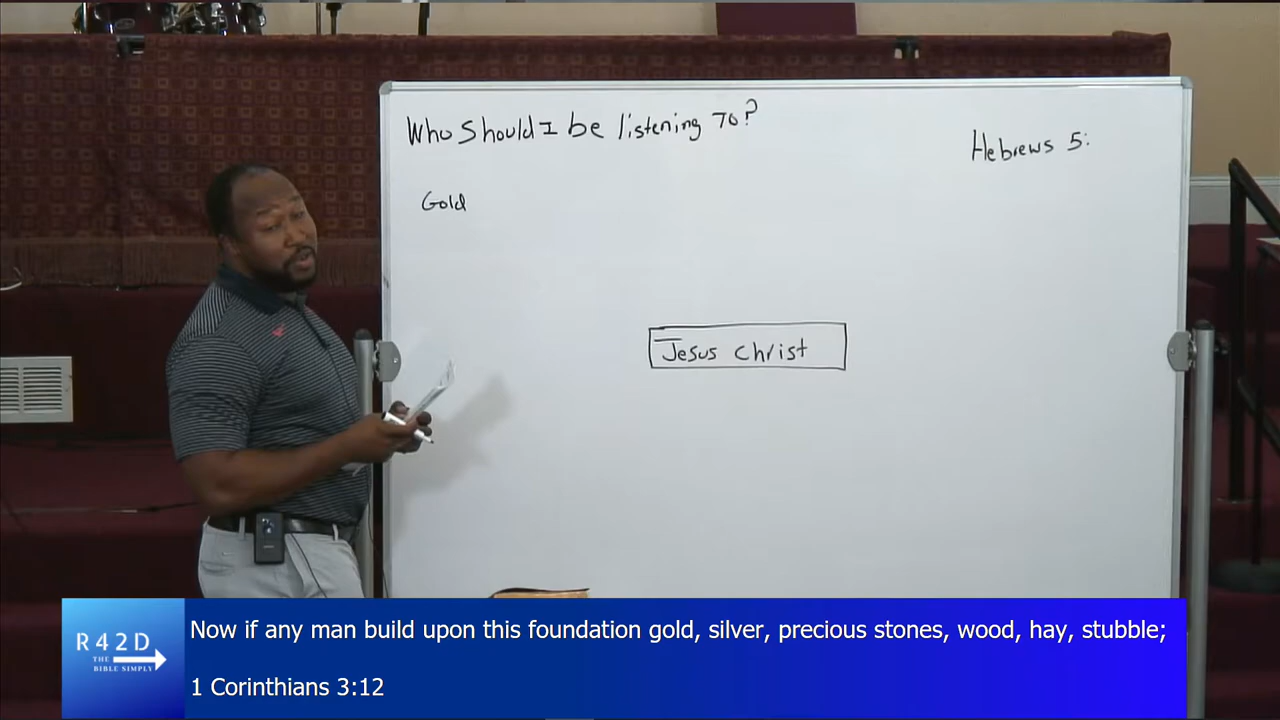 Who Should I be listening To?
Hebrews 5:
Gold
Jesus Christ
R42D
THE
BIBLE SIMPLY
Now if any man build upon this foundation gold, silver, precious stones, wood, hay, stubble;
1 Corinthians 3:12